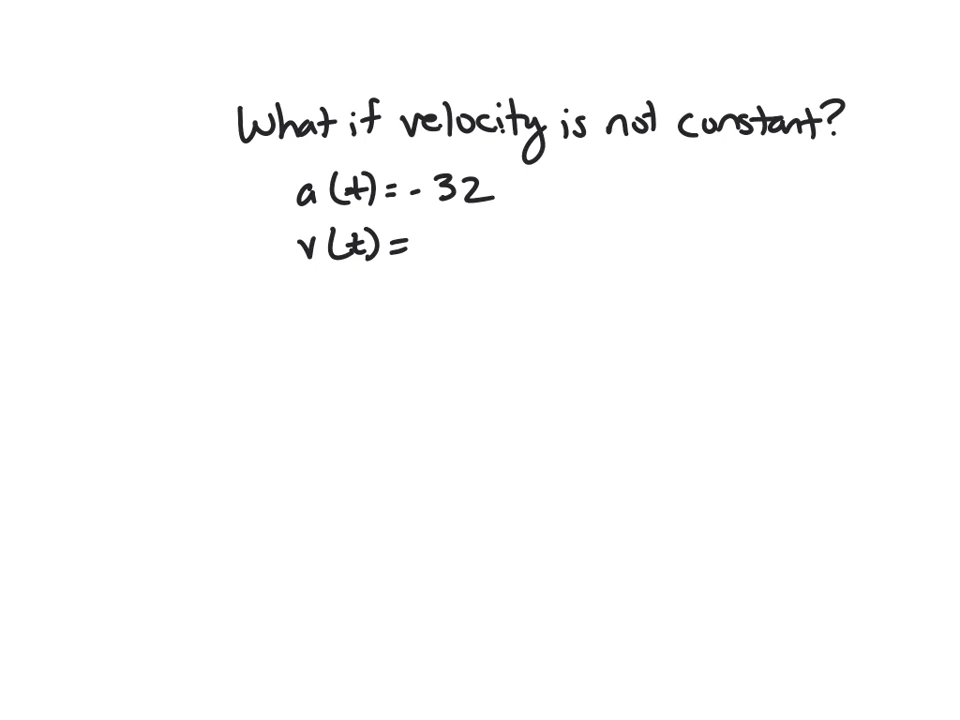 What if velocity is not constant?
a(t) = -32
v(t) =